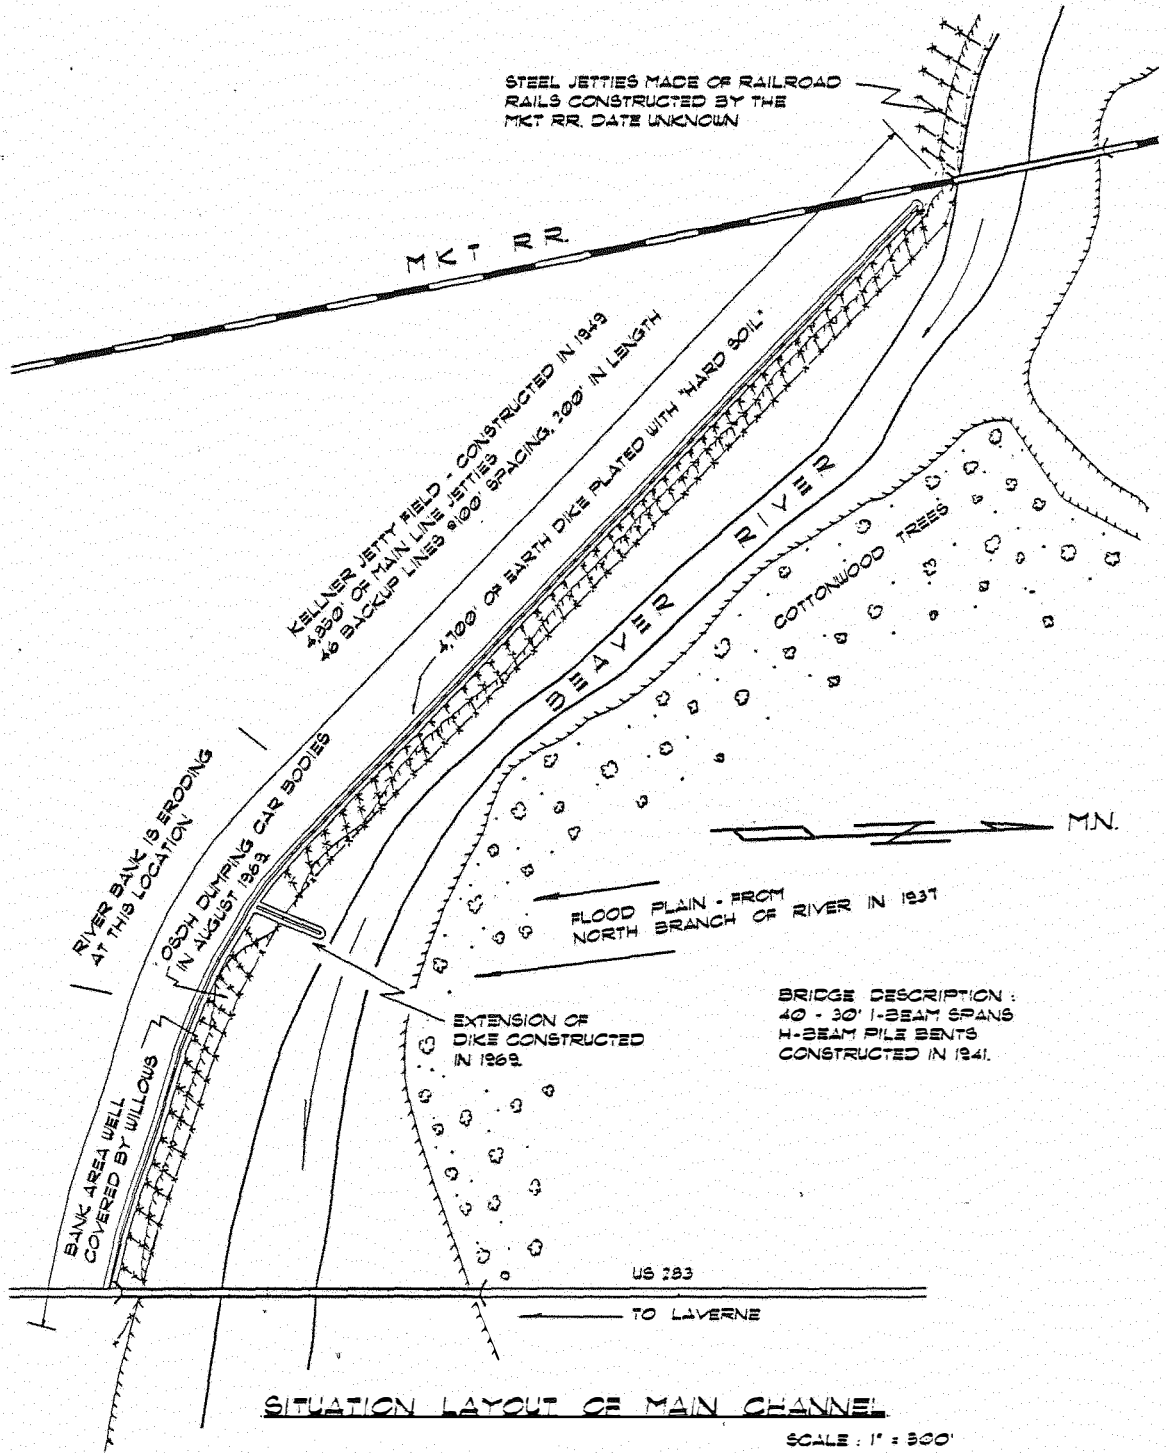 STEEL JETTIES MADE OF RAILROAD
RAILS CONSTRUCTED BY THE
MKT RR. DATE UNKNOWN
MKT RR.
KELLNER JETTY FIELD - CONSTRUCTED IN 1949
OF MAIN LINE JETTIES
46 BACKUP LINES @100' SPACING, 200' IN LENGTH
4,700' OF EARTH DIKE PLATED WITH "HARD SOIL"
BEAVER RIVER
COTTONWOOD TREES
RIVER BANK IS ERODING
AT THIS LOCATION
OSDH DUMPING CAR BODIES
IN AUGUST 1969.
M.N.
FLOOD PLAIN - FROM
NORTH BRANCH OF RIVER IN 1937
BRIDGE DESCRIPTION :
40 - 30' I-BEAM SPANS
H-BEAM PILE BENTS
CONSTRUCTED IN 1941.
EXTENSION OF
DIKE CONSTRUCTED
IN 1969.
BANK AREA WELL
COVERED BY WILLOWS
US 283
TO LAVERNE
SITUATION LAYOUT OF MAIN CHANNEL
SCALE : 1" = 300'